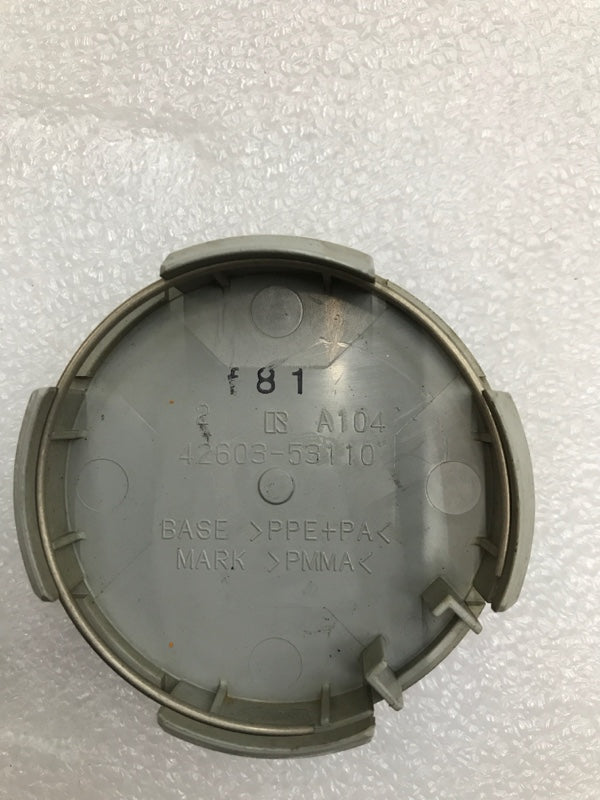 81
A104
42603-53110
BASE >PPE+PA<
MARK >PMMA<